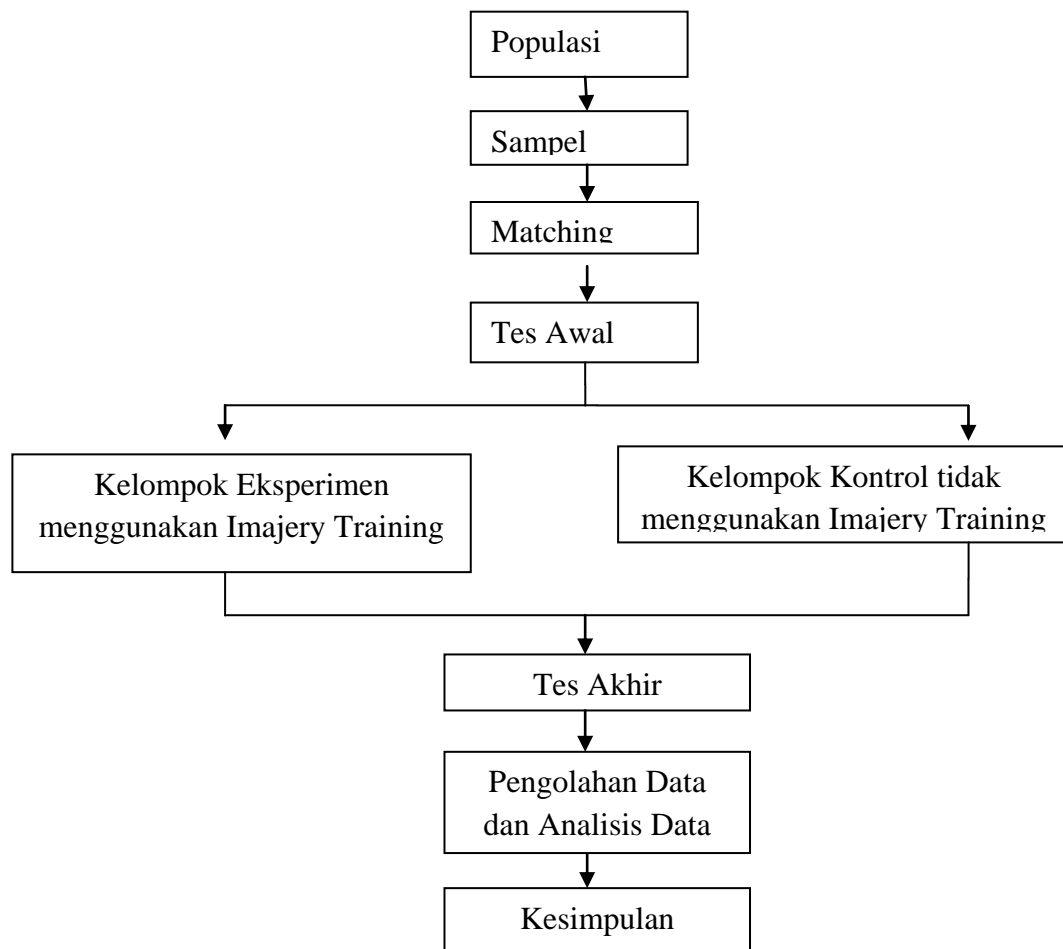 Populasi
Sampel
Matching
Tes Awal
Kelompok Eksperimen
menggunakan Imajery Training
Kelompok Kontrol tidak
menggunakan Imajery Training
Tes Akhir
Pengolahan Data
dan Analisis Data
Kesimpulan